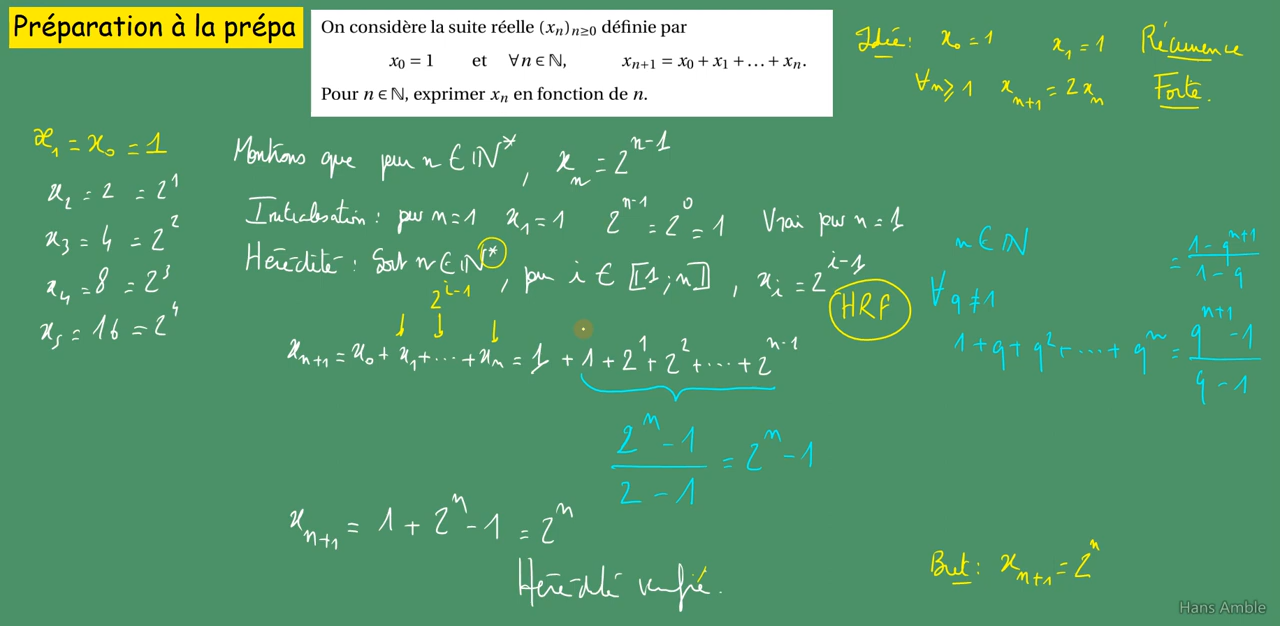 Préparation à la prépa
On considère la suite réelle (xₙ)ₙ≥₀ définie par
x₀ = 1 et ∀n ∈ ℕ, xₙ₊₁ = x₀ + x₁ + … + xₙ.
Pour n ∈ ℕ, exprimer xₙ en fonction de n.
Idée : x₀ = 1 x₁ = 1 Récurrence
∀n ⩾ 1 xₙ₊₁ = 2xₙ Forte.
x₁ = x₀ = 1
x₂ = 2 = 2¹
x₃ = 4 = 2²
x₄ = 8 = 2³
x₅ = 16 = 2⁴
Montrons que pour n ∈ ℕ*, xₙ = 2ⁿ⁻¹
Initialisation : pour n = 1 x₁ = 1 2ⁿ⁻¹ = 2⁰ = 1 Vrai pour n = 1
Hérédité : Soit n ∈ ℕ*, pour i ∈ ⟦1 ; n⟧, xᵢ = 2^{i-1}
HRF
2^{i-1}
xₙ₊₁ = x₀ + x₁ + ... + xₙ = 1 + 1 + 2¹ + 2² + ... + 2ⁿ⁻¹
(2ⁿ - 1)/(2 - 1) = 2ⁿ - 1
xₙ₊₁ = 1 + 2ⁿ - 1 = 2ⁿ
Hérédité vérifié.
n ∈ ℕ
= (1 - qⁿ⁺¹)/(1 - q)
∀q ≠ 1
1 + q + q² + ... + qⁿ = (qⁿ⁺¹ - 1)/(q - 1)
But : xₙ₊₁ = 2ⁿ
Hans Amble